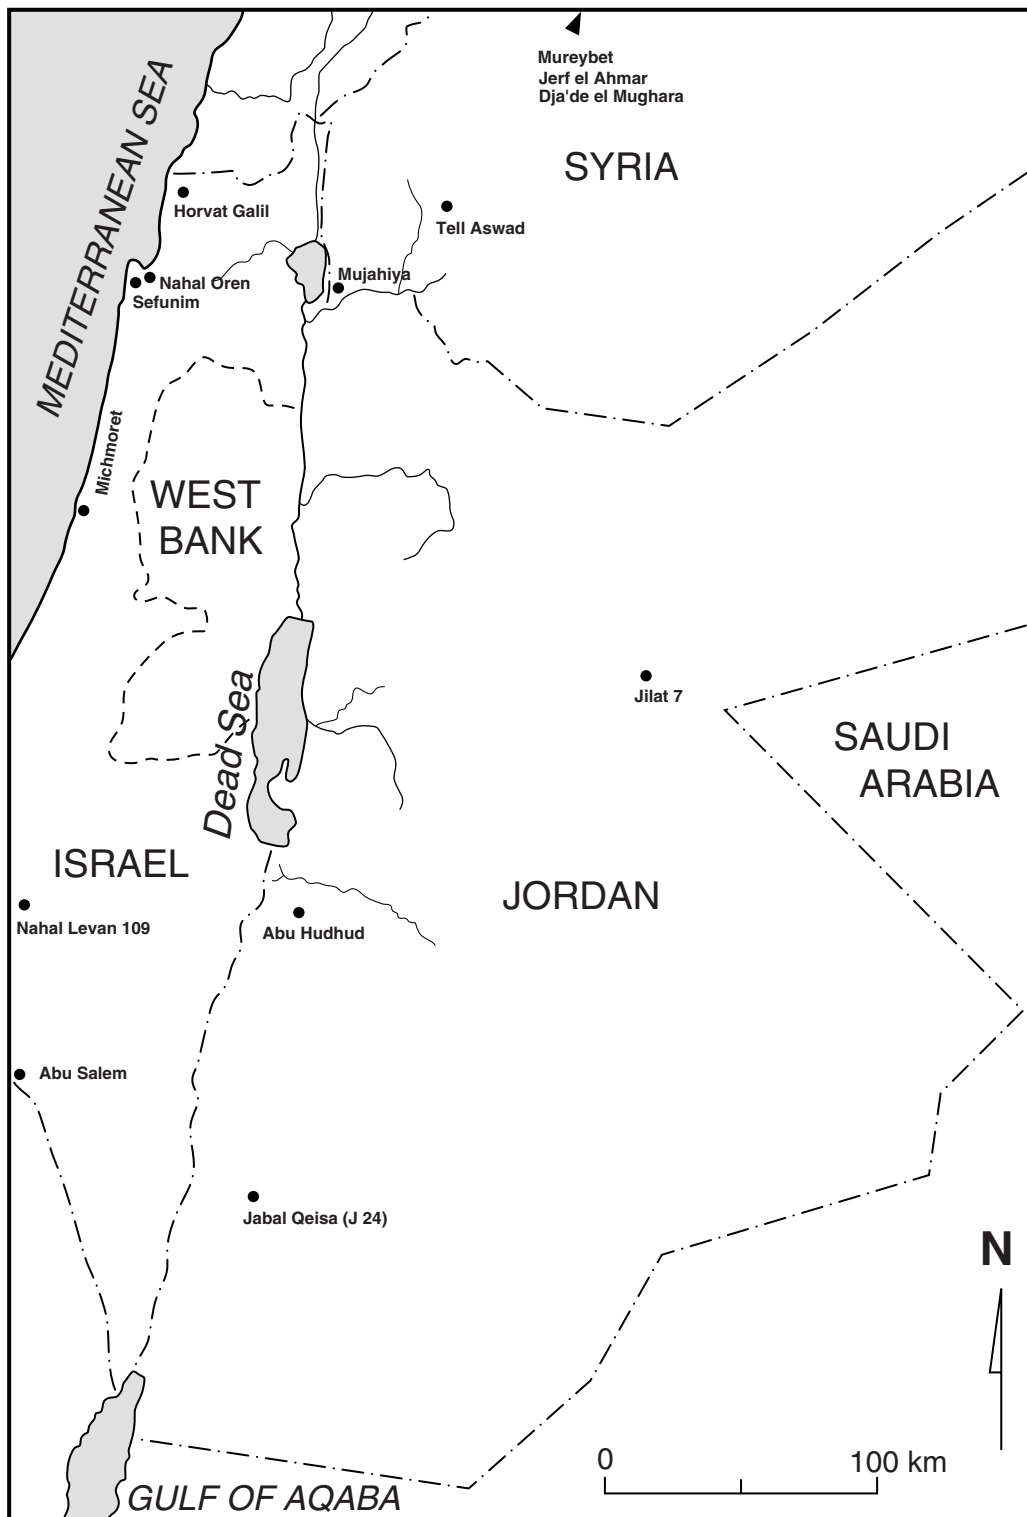 Mureybet
Jerf el Ahmar
Dja'de el Mughara
MEDITERRANEAN SEA
SYRIA
Horvat Galil
Tell Aswad
Mujahiya
Nahal Oren
Sefunim
Michmoret
WEST
BANK
Dead Sea
Jilat 7
SAUDI
ARABIA
ISRAEL
JORDAN
Nahal Levan 109
Abu Hudhud
Abu Salem
Jabal Qeisa (J 24)
N
0
100 km
GULF OF AQABA